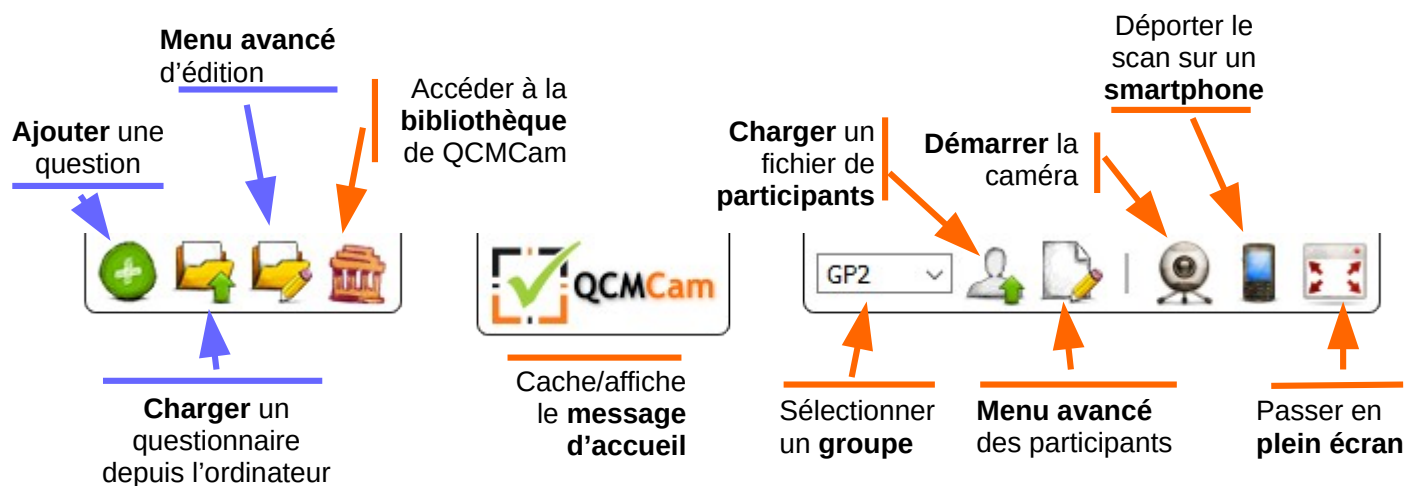 Menu avancé
d’édition
Ajouter une
question
Accéder à la
bibliothèque
de QCMCam
Charger un
questionnaire
depuis l’ordinateur
QCMCam
Cache/affiche
le message
d’accueil
Charger un
fichier de
participants
Démarrer la
caméra
Déporter le
scan sur un
smartphone
GP2
Sélectionner
un groupe
Menu avancé
des participants
Passer en
plein écran